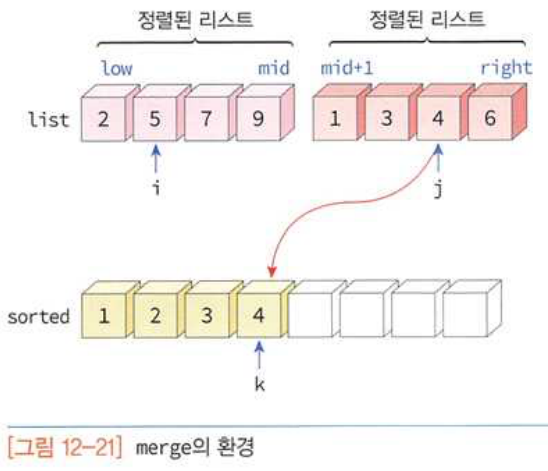 정렬된 리스트 정렬된 리스트
low mid mid+1 right
list 2 5 7 9 1 3 4 6
i j
sorted 1 2 3 4
k
[그림 12-21] merge의 환경